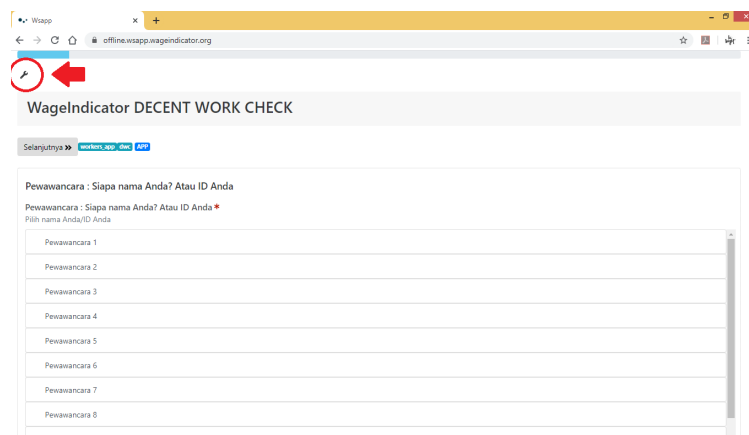 Wsapp
offline.wsapp.wageindicator.org
WageIndicator DECENT WORK CHECK
Selanjutnya » workers_app_dwc APP
Pewawancara : Siapa nama Anda? Atau ID Anda
Pewawancara : Siapa nama Anda? Atau ID Anda *
Pilih nama Anda/ID Anda
Pewawancara 1
Pewawancara 2
Pewawancara 3
Pewawancara 4
Pewawancara 5
Pewawancara 6
Pewawancara 7
Pewawancara 8